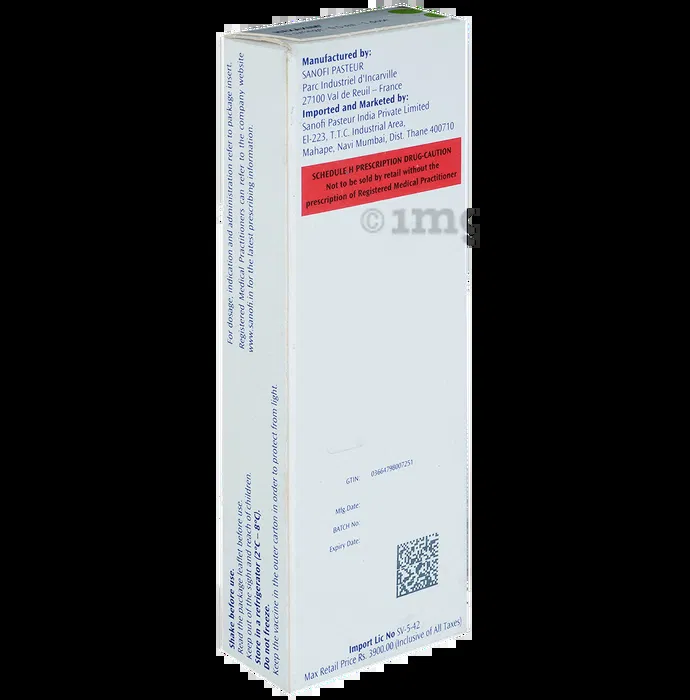 Manufactured by:
SANOFI PASTEUR
Parc Industriel d'Incarville
27100 Val de Reuil – France
Imported and Marketed by:
Sanofi Pasteur India Private Limited
El-223, T.T.C. Industrial Area,
Mahape, Navi Mumbai, Dist. Thane 400710
SCHEDULE H PRESCRIPTION DRUG-CAUTION
Not to be sold by retail without the
prescription of Registered Medical Practitioner
©1mg
GTIN: 03664798007251
Mfg Date:
BATCH No.
Expiry Date:
Import Lic No SV-5-42
Max Retail Price Rs. 3900.00 (Inclusive of All Taxes)
For dosage, indication and administration refer to package insert.
Registered Medical Practitioners can refer to the company website
www.sanofi.in for the latest prescribing information.
Shake before use.
Read the package leaflet before use.
Keep out of the sight and reach of children.
Store in a refrigerator (2°C – 8°C).
Do not freeze.
Keep the vaccine in the outer carton in order to protect from light.